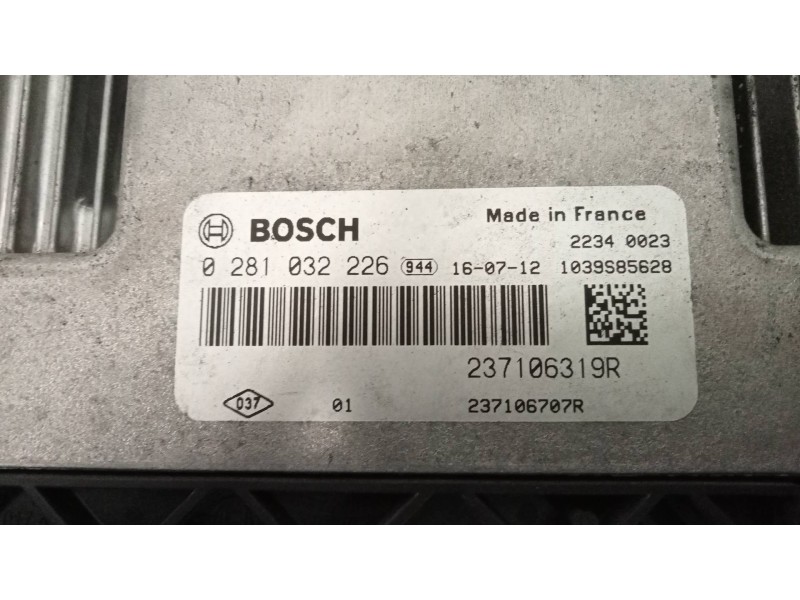 BOSCH Made in France
2234 0023
0 281 032 226 944 16-07-12 1039S85628
237106319R
037 01 237106707R